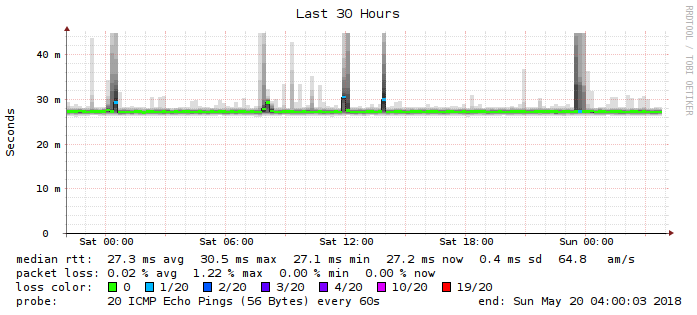 Last 30 Hours
RRDTOOL / TOBI OETIKER
Seconds
40 m
30 m
20 m
10 m
0
Sat 00:00 Sat 06:00 Sat 12:00 Sat 18:00 Sun 00:00
median rtt: 27.3 ms avg 30.5 ms max 27.1 ms min 27.2 ms now 0.4 ms sd 64.8 am/s
packet loss: 0.02 % avg 1.22 % max 0.00 % min 0.00 % now
loss color: 0 1/20 2/20 3/20 4/20 10/20 19/20
probe: 20 ICMP Echo Pings (56 Bytes) every 60s end: Sun May 20 04:00:03 2018